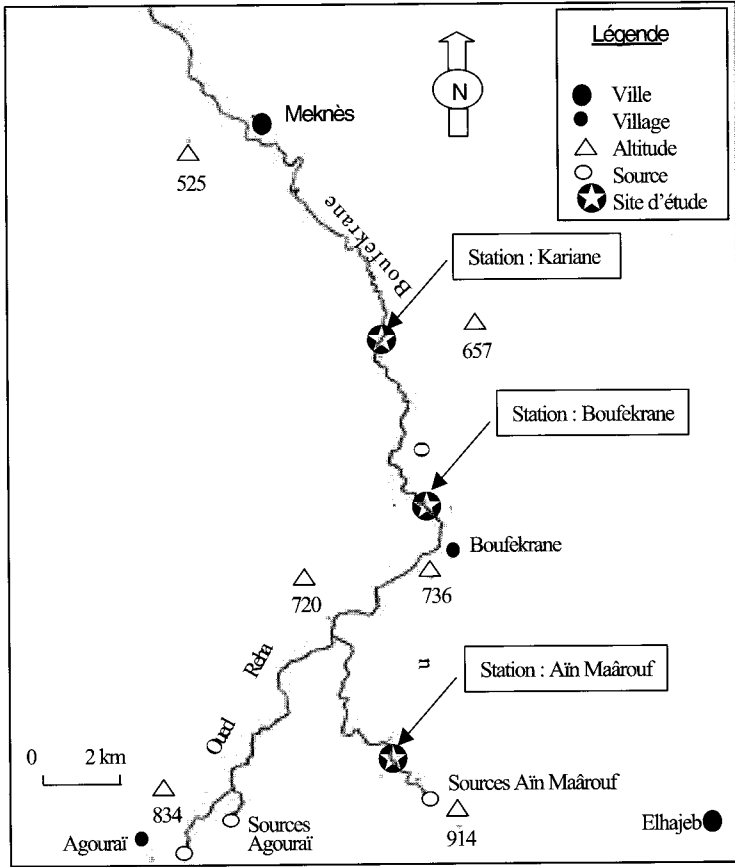 Légende
Ville
Village
Altitude
Source
Site d'étude
N
Meknès
525
Boufekrane
Station : Kariane
657
Station : Boufekrane
O
Boufekrane
720
736
Reha
Oued
n
Station : Aïn Maârouf
0 2 km
Sources Aïn Maârouf
834
914
Elhajeb
Agouraï
Sources
Agouraï